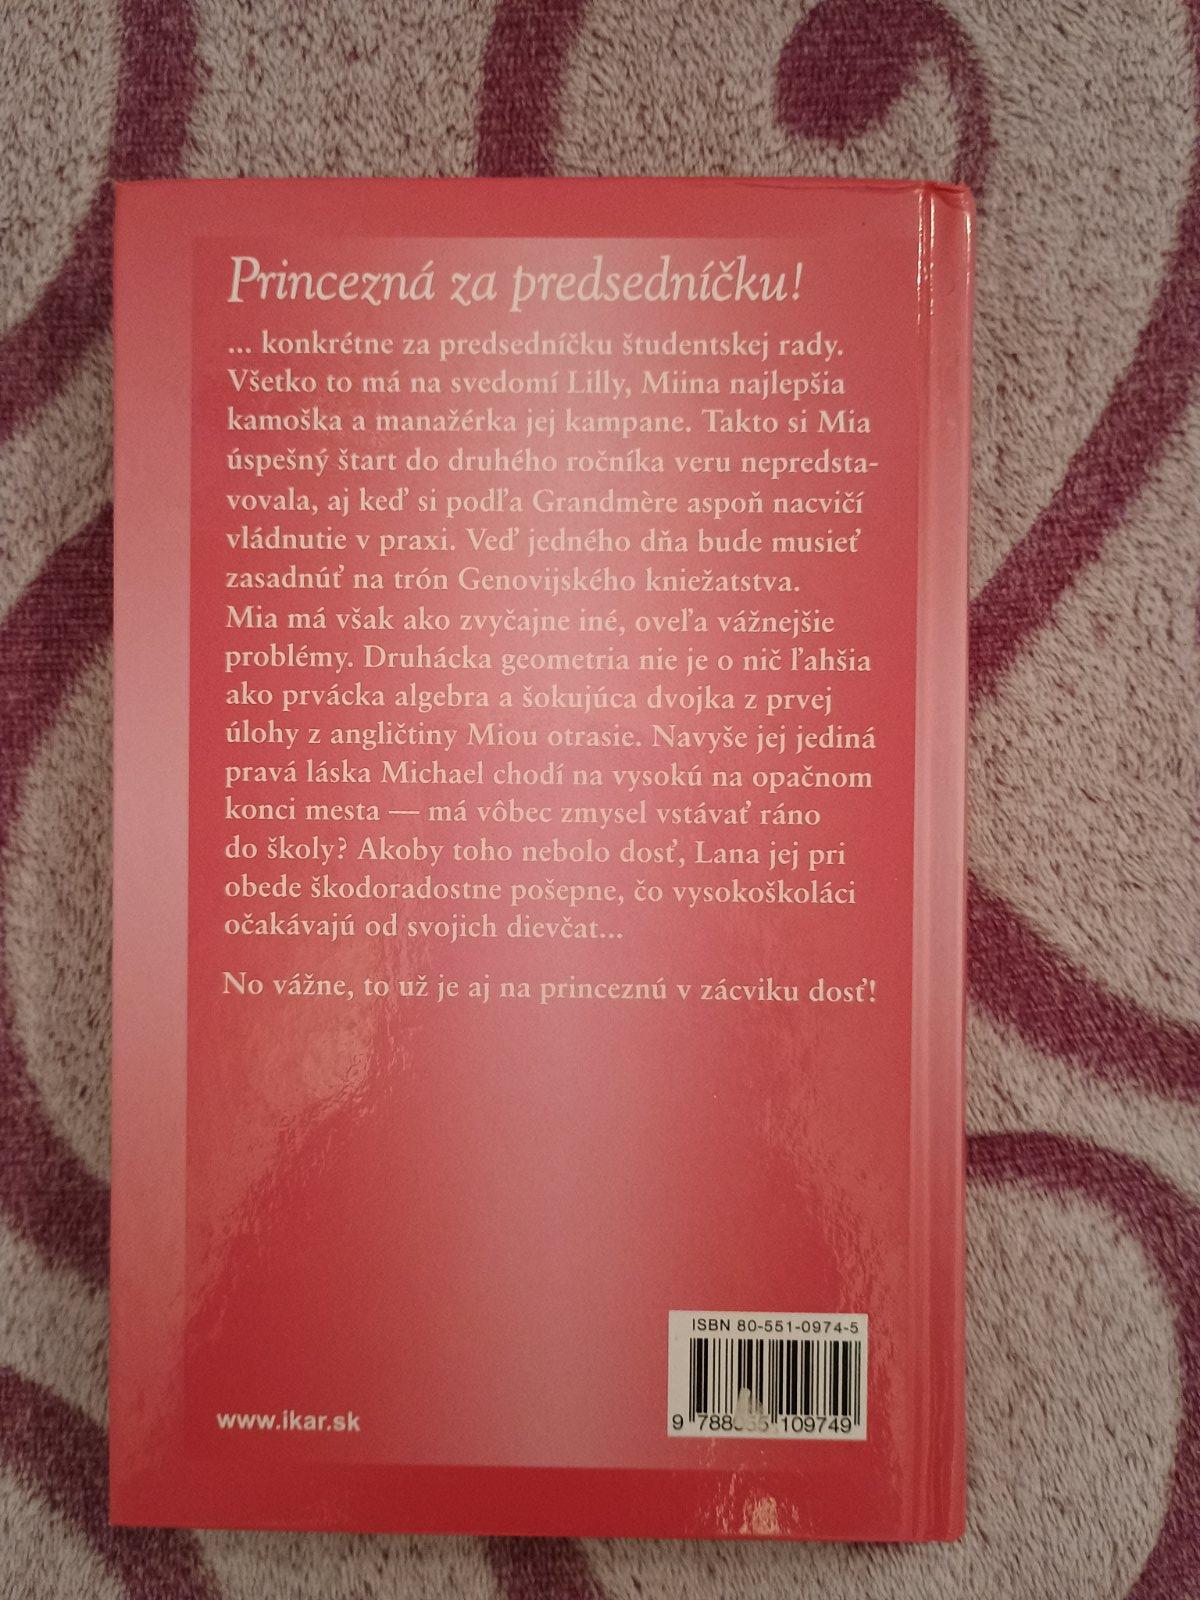 Princezná za predsedníčku!
... konkrétne za predsedníčku študentskej rady.
Všetko to má na svedomí Lilly, Miina najlepšia
kamoška a manažérka jej kampane. Takto si Mia
úspešný štart do druhého ročníka veru nepredsta-
vovala, aj keď si podľa Grandmère aspoň nacvičí
vládnutie v praxi. Veď jedného dňa bude musieť
zasadnúť na trón Genovijského kniežatstva.
Mia má však ako zvyčajne iné, oveľa vážnejšie
problémy. Druhácka geometria nie je o nič ľahšia
ako prvácka algebra a šokujúca dvojka z prvej
úlohy z angličtiny Miou otrasie. Navyše jej jediná
pravá láska Michael chodí na vysokú na opačnom
konci mesta — má vôbec zmysel vstávať ráno
do školy? Akoby toho nebolo dosť, Lana jej pri
obede škodoradostne pošepne, čo vysokoškoláci
očakávajú od svojich dievčat...
No vážne, to už je aj na princeznú v zácviku dosť!
ISBN 80-551-0974-5
9 109749
www.ikar.sk